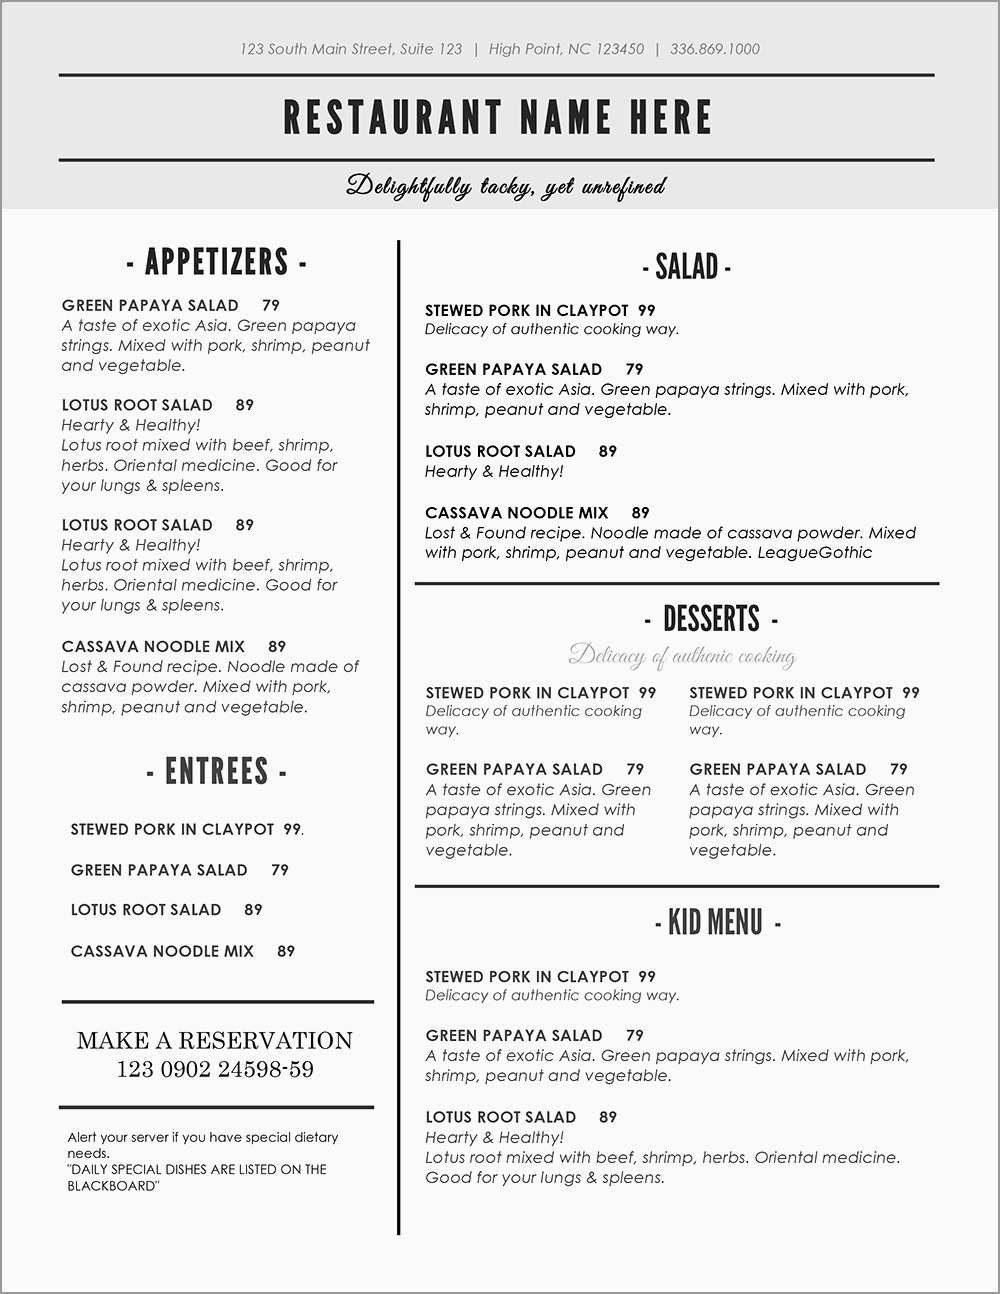 123 South Main Street, Suite 123 | High Point, NC 123450 | 336.869.1000
RESTAURANT NAME HERE
Delightfully tacky, yet unrefined
- APPETIZERS -
GREEN PAPAYA SALAD 79
A taste of exotic Asia. Green papaya
strings. Mixed with pork, shrimp, peanut
and vegetable.
LOTUS ROOT SALAD 89
Hearty & Healthy!
Lotus root mixed with beef, shrimp,
herbs. Oriental medicine. Good for
your lungs & spleens.
LOTUS ROOT SALAD 89
Hearty & Healthy!
Lotus root mixed with beef, shrimp,
herbs. Oriental medicine. Good for
your lungs & spleens.
CASSAVA NOODLE MIX 89
Lost & Found recipe. Noodle made of
cassava powder. Mixed with pork,
shrimp, peanut and vegetable.
- ENTREES -
STEWED PORK IN CLAYPOT 99.
GREEN PAPAYA SALAD 79
LOTUS ROOT SALAD 89
CASSAVA NOODLE MIX 89
MAKE A RESERVATION
123 0902 24598-59
Alert your server if you have special dietary
needs.
"DAILY SPECIAL DISHES ARE LISTED ON THE
BLACKBOARD"
- SALAD -
STEWED PORK IN CLAYPOT 99
Delicacy of authentic cooking way.
GREEN PAPAYA SALAD 79
A taste of exotic Asia. Green papaya strings. Mixed with pork,
shrimp, peanut and vegetable.
LOTUS ROOT SALAD 89
Hearty & Healthy!
CASSAVA NOODLE MIX 89
Lost & Found recipe. Noodle made of cassava powder. Mixed
with pork, shrimp, peanut and vegetable. LeagueGothic
- DESSERTS -
Delicacy of authenic cooking
STEWED PORK IN CLAYPOT 99
Delicacy of authentic cooking
way.
GREEN PAPAYA SALAD 79
A taste of exotic Asia. Green
papaya strings. Mixed with
pork, shrimp, peanut and
vegetable.
STEWED PORK IN CLAYPOT 99
Delicacy of authentic cooking
way.
GREEN PAPAYA SALAD 79
A taste of exotic Asia. Green
papaya strings. Mixed with
pork, shrimp, peanut and
vegetable.
- KID MENU -
STEWED PORK IN CLAYPOT 99
Delicacy of authentic cooking way.
GREEN PAPAYA SALAD 79
A taste of exotic Asia. Green papaya strings. Mixed with pork,
shrimp, peanut and vegetable.
LOTUS ROOT SALAD 89
Hearty & Healthy!
Lotus root mixed with beef, shrimp, herbs. Oriental medicine.
Good for your lungs & spleens.